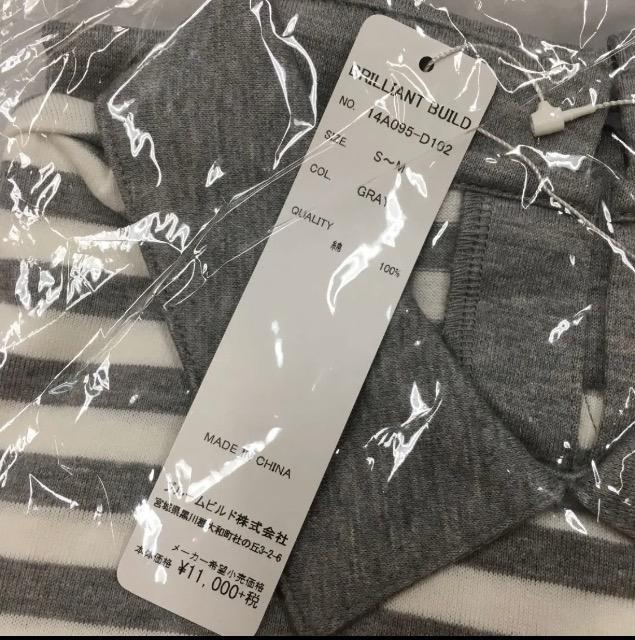 BRILLIANT BUILD
NO. 14A095-D102
SIZE S～M
COL GRAY
QUALITY
綿 100%
MADE IN CHINA
ームビルド株式会社
宮城県黒川郡大和町杜の丘3-2-6
メーカー希望小売価格
本体価格 ¥11,000+税